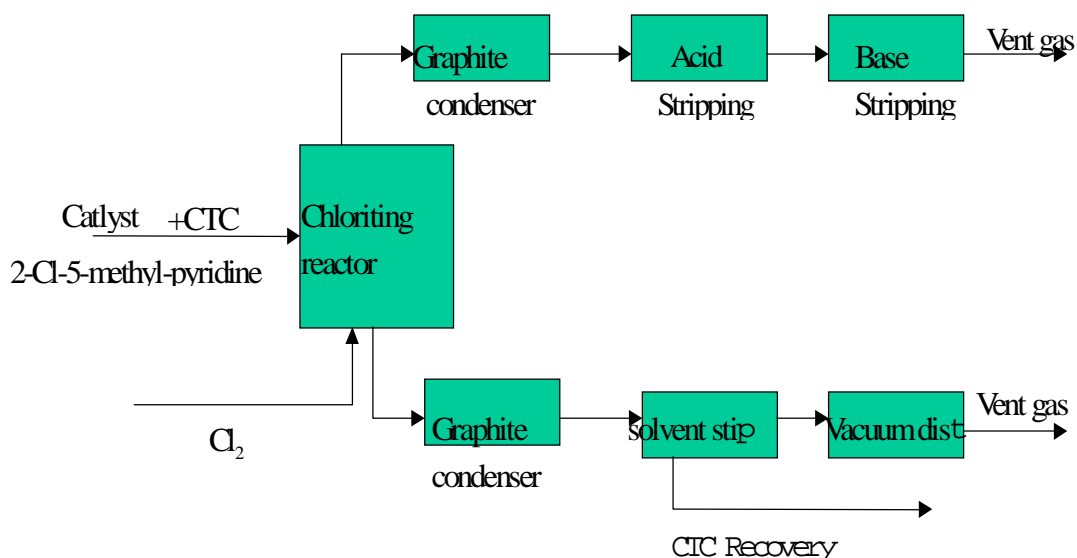 Graphite
condenser
Acid
Stripping
Base
Stripping
Vent gas
Catlyst +CTC
2-Cl-5-methyl-pyridine
Chloriting
reactor
Cl₂
Graphite
condenser
solvent stip
Vacuum dist
Vent gas
CTC Recovery